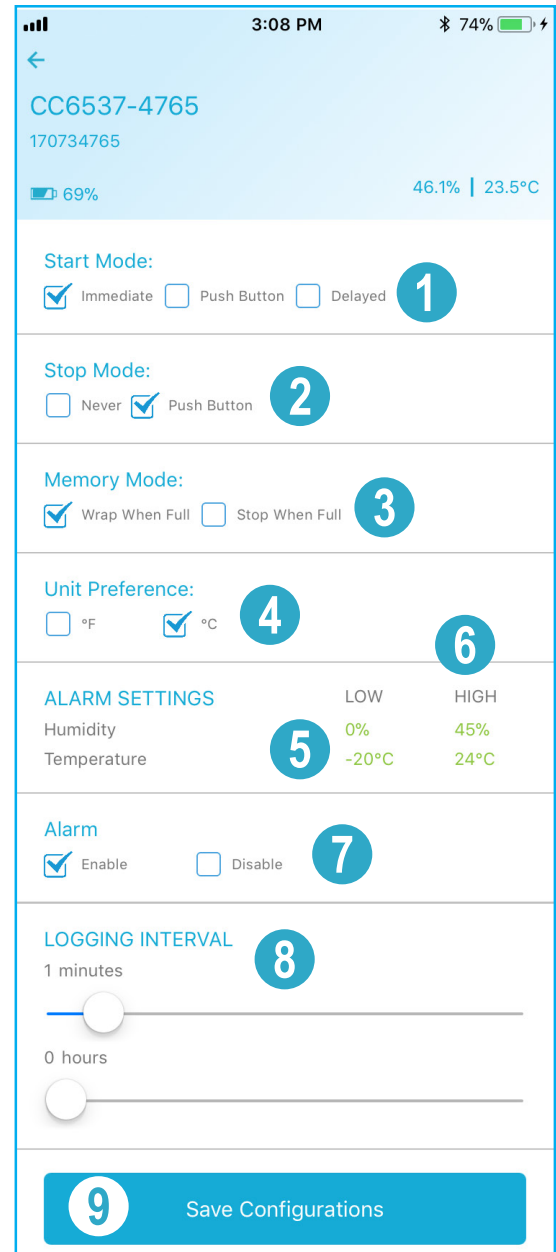 3:08 PM 74%
CC6537-4765
170734765
69% 46.1% | 23.5°C
Start Mode:
Immediate Push Button Delayed 1
Stop Mode:
Never Push Button 2
Memory Mode:
Wrap When Full Stop When Full 3
Unit Preference:
°F °C 4
6
ALARM SETTINGS LOW HIGH
Humidity 0% 45%
5
Temperature -20°C 24°C
Alarm
Enable Disable 7
LOGGING INTERVAL 8
1 minutes
0 hours
9 Save Configurations